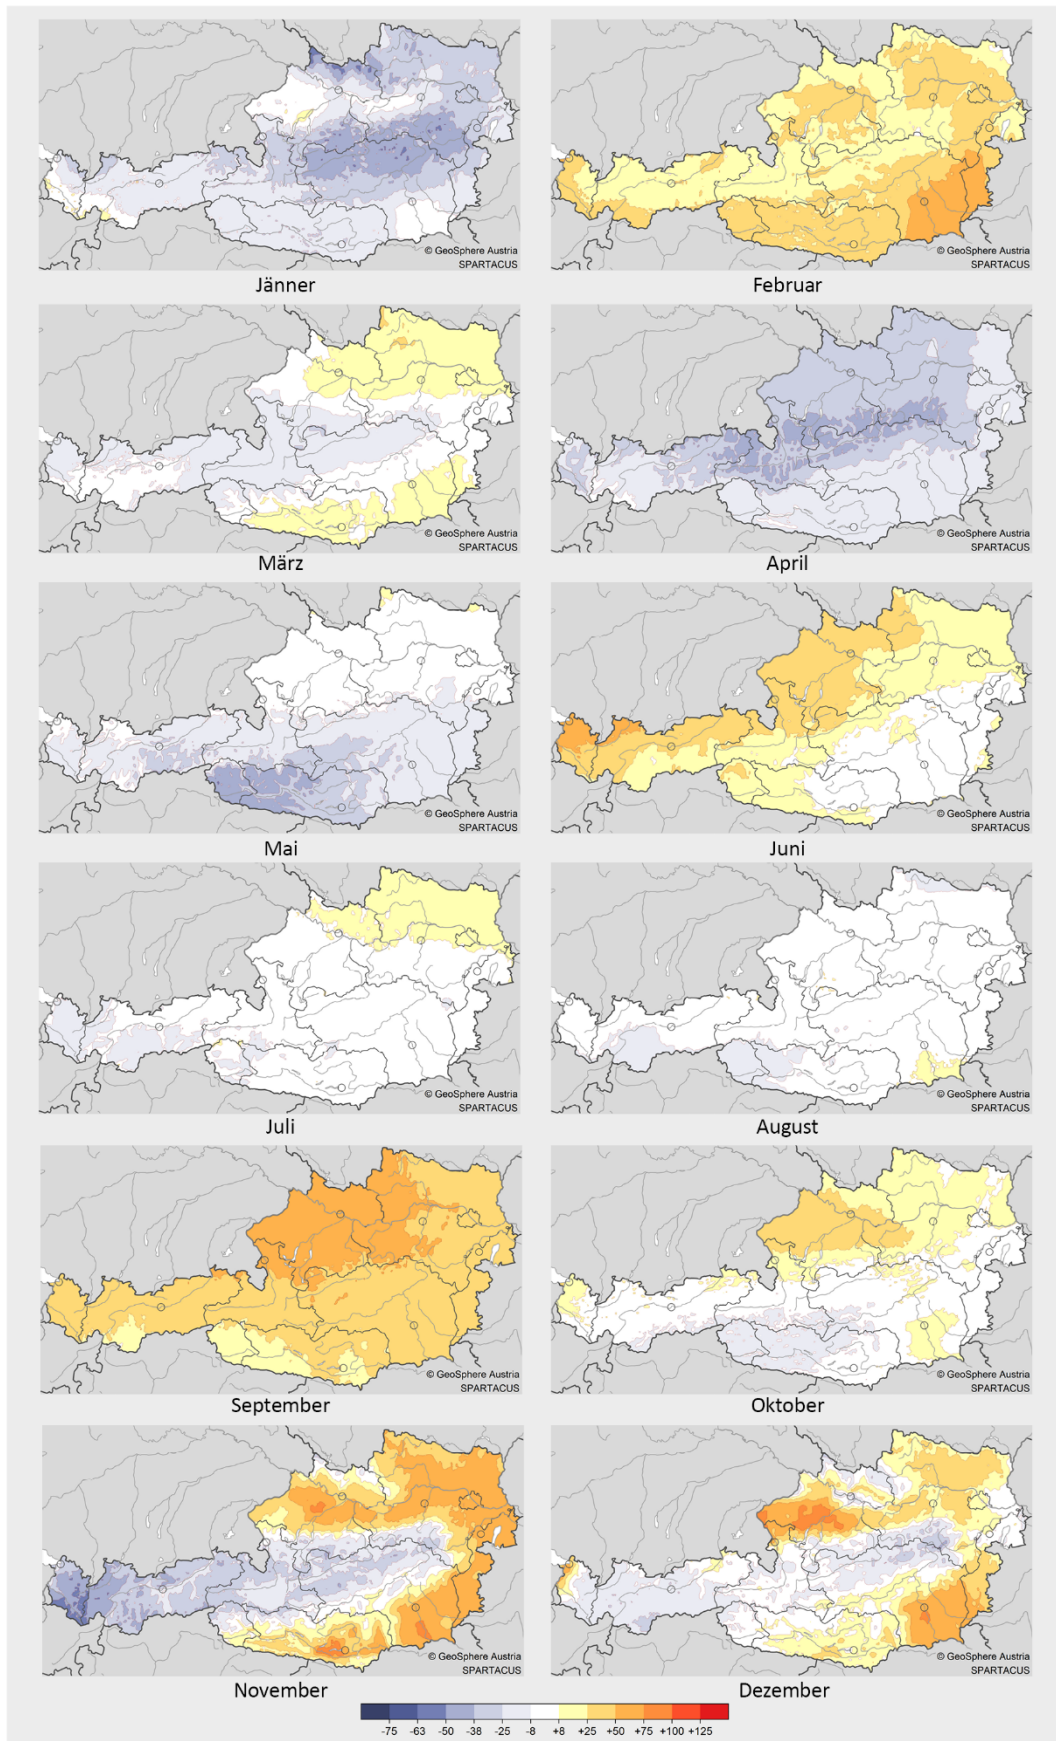 © GeoSphere Austria
SPARTACUS
© GeoSphere Austria
SPARTACUS
Jänner
Februar
© GeoSphere Austria
SPARTACUS
© GeoSphere Austria
SPARTACUS
März
April
© GeoSphere Austria
SPARTACUS
© GeoSphere Austria
SPARTACUS
Mai
Juni
© GeoSphere Austria
SPARTACUS
© GeoSphere Austria
SPARTACUS
Juli
August
© GeoSphere Austria
SPARTACUS
© GeoSphere Austria
SPARTACUS
September
Oktober
© GeoSphere Austria
SPARTACUS
© GeoSphere Austria
SPARTACUS
November
Dezember
-75 -63 -50 -38 -25 -8 +8 +25 +50 +75 +100 +125